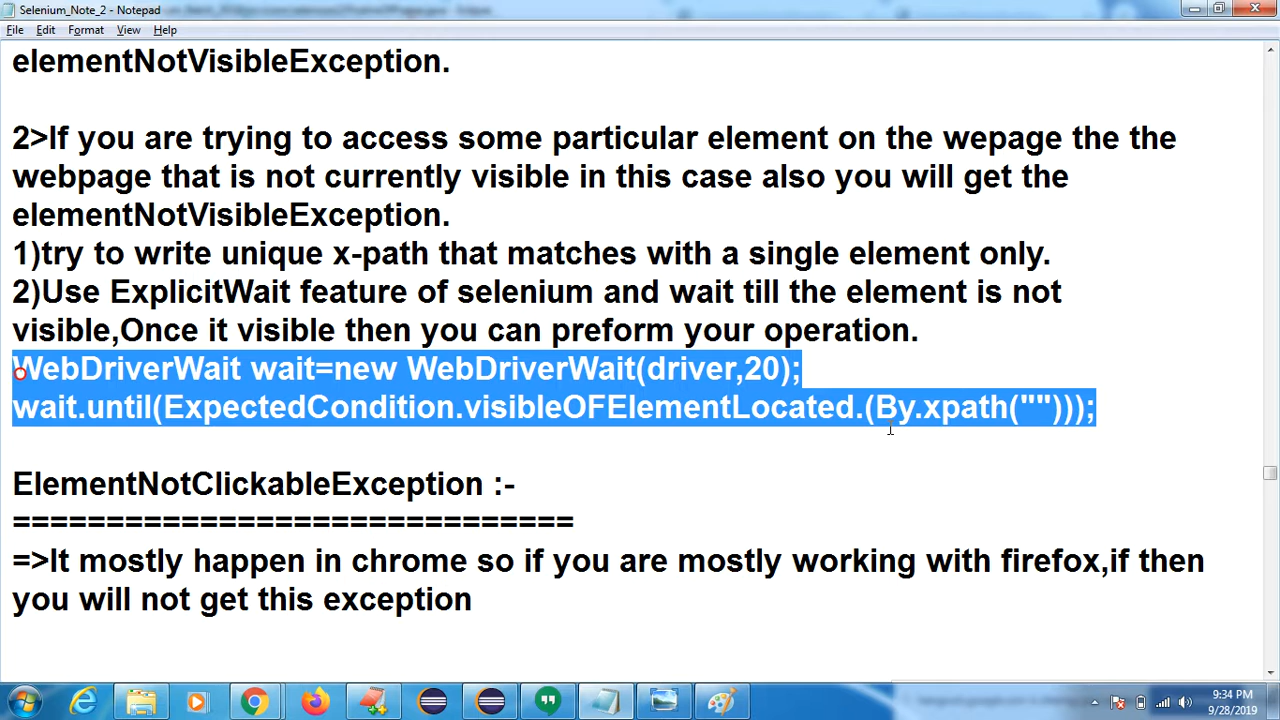 Selenium_Note_2 - Notepad
File Edit Format View Help
elementNotVisibleException.
2>If you are trying to access some particular element on the wepage the the
webpage that is not currently visible in this case also you will get the
elementNotVisibleException.
1)try to write unique x-path that matches with a single element only.
2)Use ExplicitWait feature of selenium and wait till the element is not
visible,Once it visible then you can preform your operation.
WebDriverWait wait=new WebDriverWait(driver,20);
wait.until(ExpectedCondition.visibleOFElementLocated.(By.xpath("")));
ElementNotClickableException :-
==============================
=>It mostly happen in chrome so if you are mostly working with firefox,if then
you will not get this exception
9:34 PM
9/28/2019